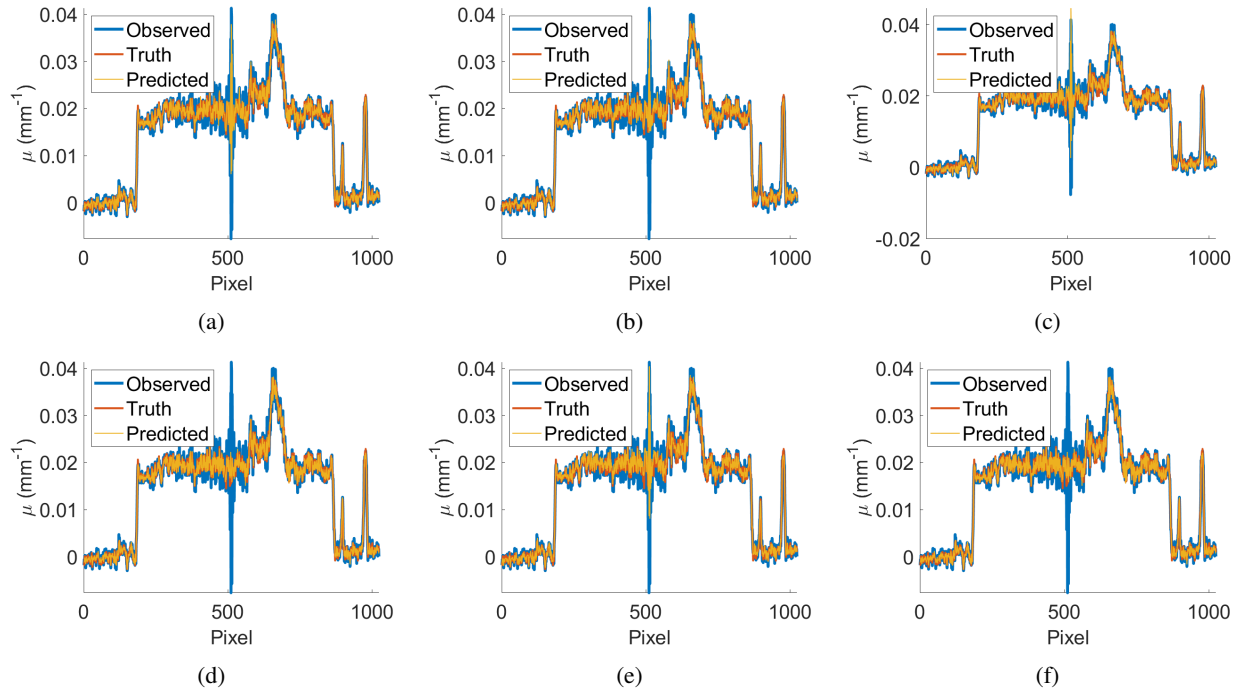 0.04
0.03
0.02
0.01
0
μ (mm⁻¹)
Observed
Truth
Predicted
0 500 1000
Pixel
(a)
0.04
0.03
0.02
0.01
0
μ (mm⁻¹)
Observed
Truth
Predicted
0 500 1000
Pixel
(b)
0.04
0.02
0
-0.02
μ (mm⁻¹)
Observed
Truth
Predicted
0 500 1000
Pixel
(c)
0.04
0.03
0.02
0.01
0
μ (mm⁻¹)
Observed
Truth
Predicted
0 500 1000
Pixel
(d)
0.04
0.03
0.02
0.01
0
μ (mm⁻¹)
Observed
Truth
Predicted
0 500 1000
Pixel
(e)
0.04
0.03
0.02
0.01
0
μ (mm⁻¹)
Observed
Truth
Predicted
0 500 1000
Pixel
(f)